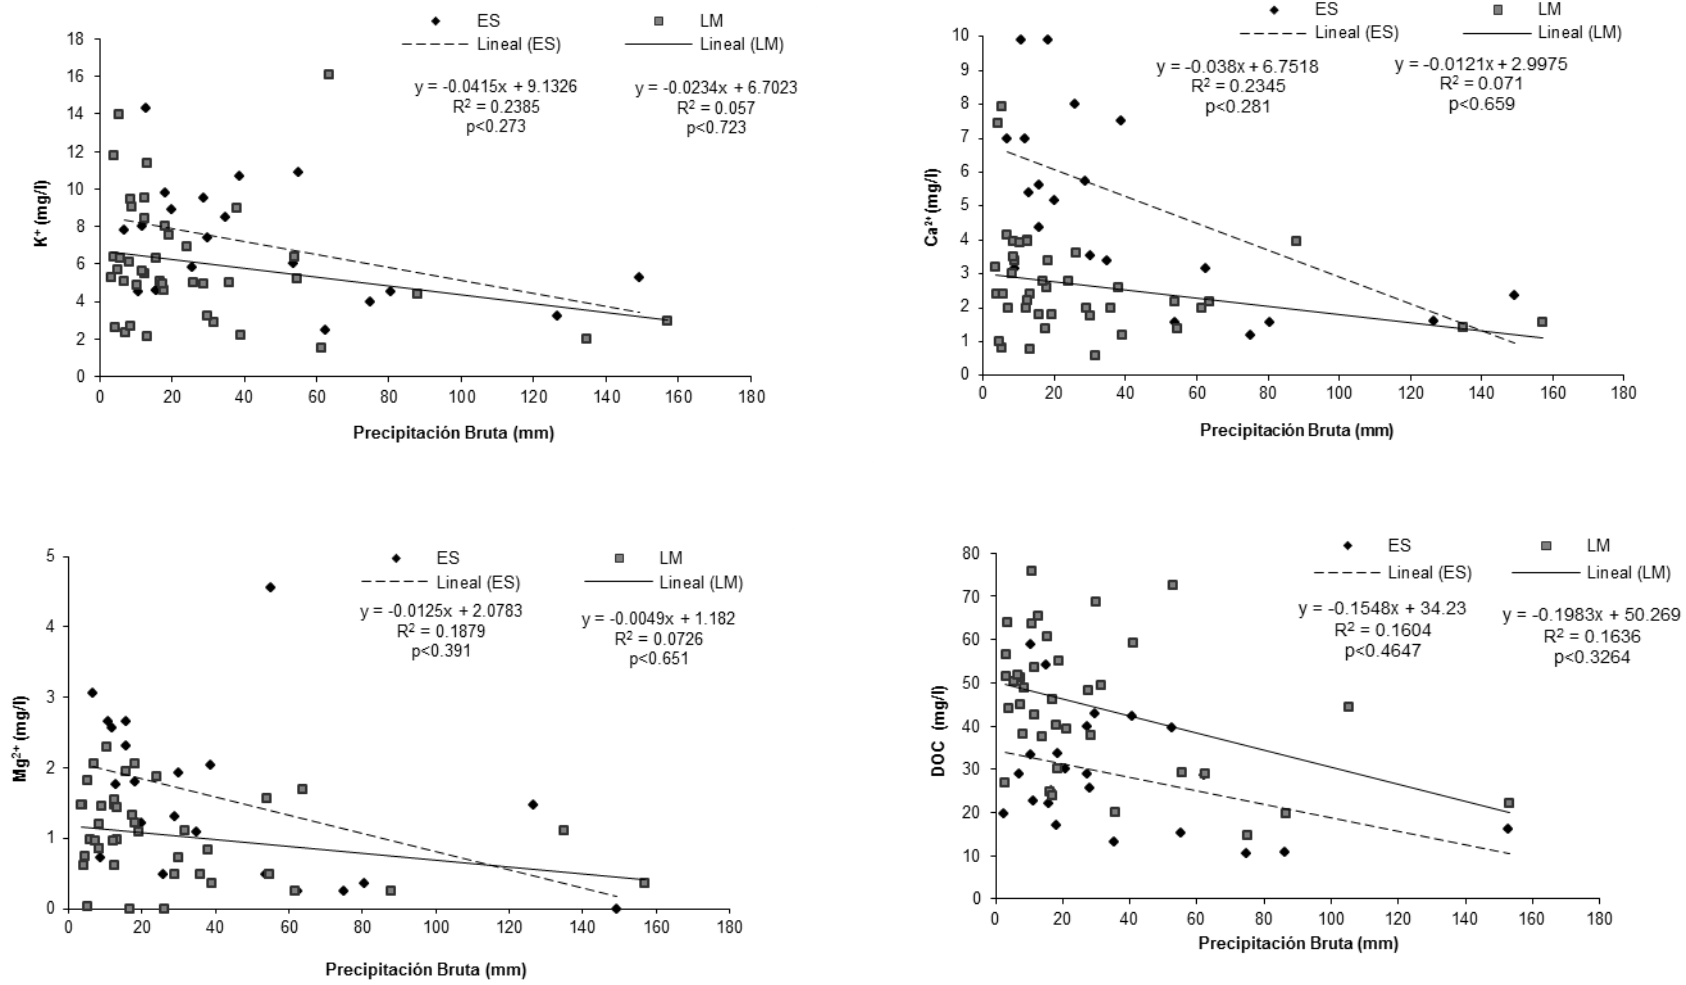 ES LM
Lineal (ES) Lineal (LM)
y = -0.0415x + 9.1326 y = -0.0234x + 6.7023
R² = 0.2385 R² = 0.057
p<0.273 p<0.723
18
16
14
12
10
8
6
4
2
0
K⁺ (mg/l)
0 20 40 60 80 100 120 140 160 180
Precipitación Bruta (mm)
ES LM
Lineal (ES) Lineal (LM)
y = -0.038x + 6.7518 y = -0.0121x + 2.9975
R² = 0.2345 R² = 0.071
p<0.281 p<0.659
10
9
8
7
6
5
4
3
2
1
0
Ca²⁺ (mg/l)
0 20 40 60 80 100 120 140 160 180
Precipitación Bruta (mm)
ES LM
Lineal (ES) Lineal (LM)
y = -0.0125x + 2.0783 y = -0.0049x + 1.182
R² = 0.1879 R² = 0.0726
p<0.391 p<0.651
5
4
3
2
1
0
Mg²⁺ (mg/l)
0 20 40 60 80 100 120 140 160 180
Precipitación Bruta (mm)
ES LM
Lineal (ES) Lineal (LM)
y = -0.1548x + 34.23 y = -0.1983x + 50.269
R² = 0.1604 R² = 0.1636
p<0.4647 p<0.3264
80
70
60
50
40
30
20
10
0
DOC (mg/l)
0 20 40 60 80 100 120 140 160 180
Precipitación Bruta (mm)